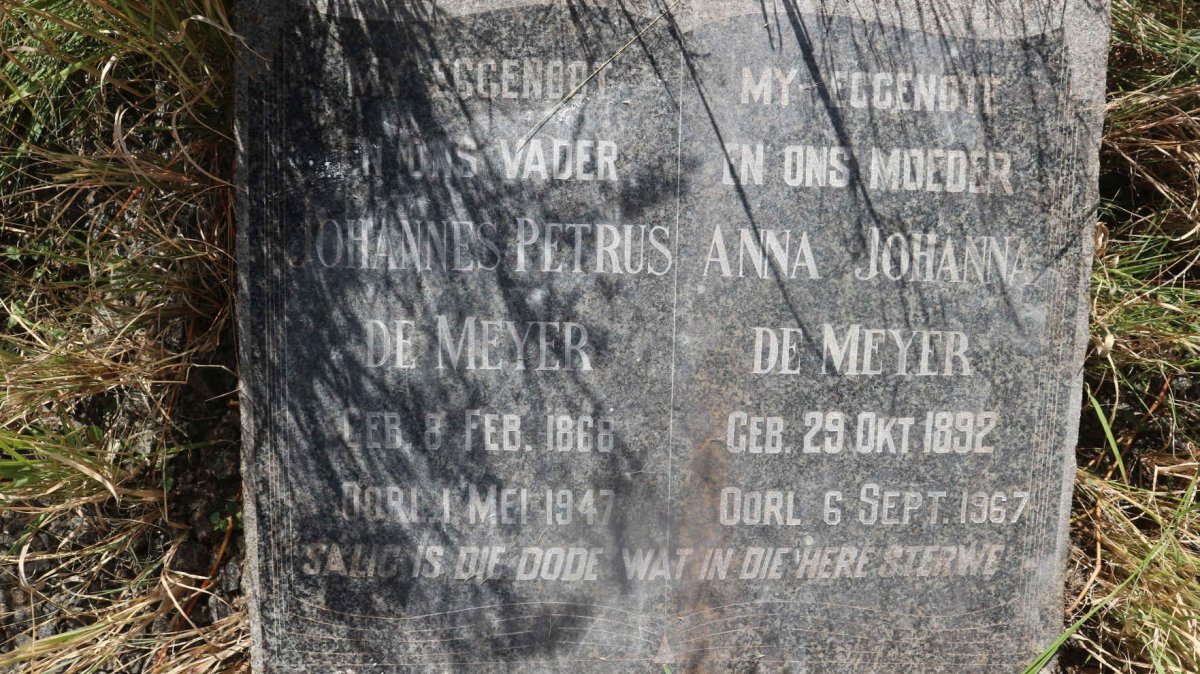 MY EGGENOOT
EN ONS VADER
JOHANNES PETRUS
DE MEYER
GEB. 8 FEB. 1868
OORL. 1 MEI 1947
MY EGGENOTE
EN ONS MOEDER
ANNA JOHANNA
DE MEYER
GEB. 29 OKT 1892
OORL. 6 SEPT. 1967
SALIG IS DIE DODE WAT IN DIE HERE STERWE